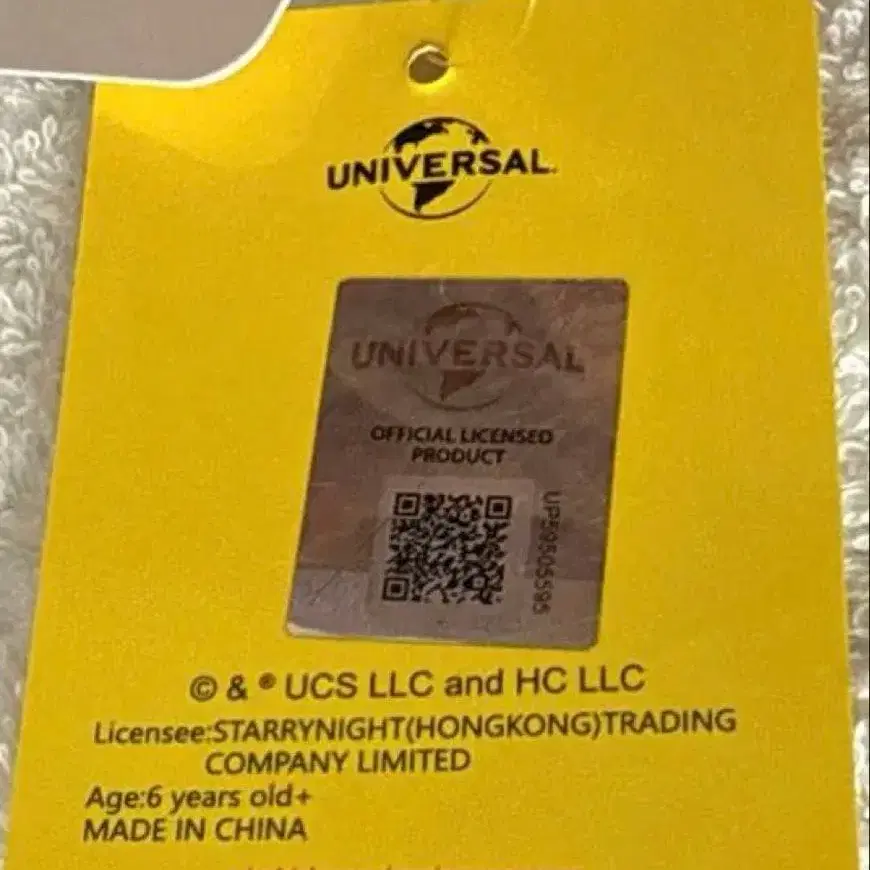 UNIVERSAL
UNIVERSAL
OFFICIAL LICENSED
PRODUCT
UP59505595
© & ® UCS LLC and HC LLC
Licensee:STARRYNIGHT(HONGKONG)TRADING
COMPANY LIMITED
Age:6 years old+
MADE IN CHINA